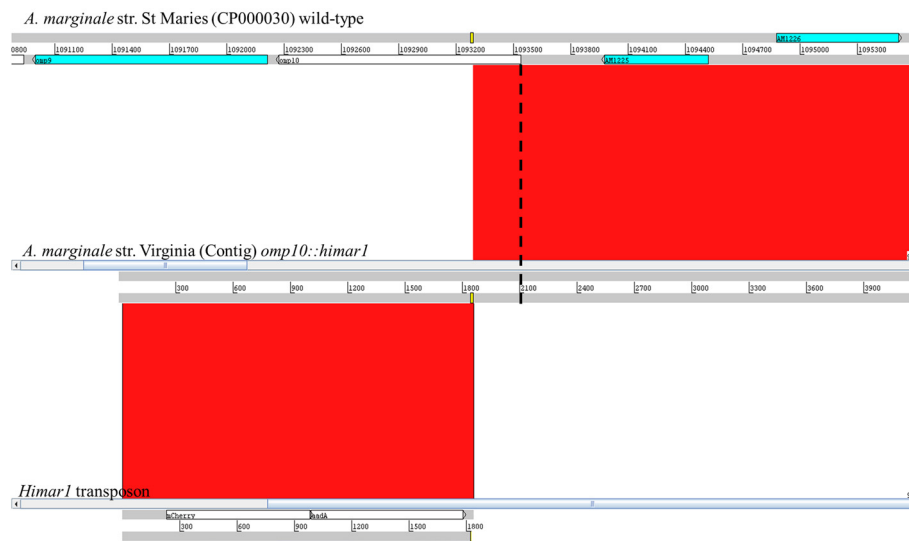 A. marginale str. St Maries (CP000030) wild-type
AM1226
0800 1091100 1091400 1091700 1092000 1092300 1092600 1092900 1093200 1093500 1093800 1094100 1094400 1094700 1095000 1095300
omp9 omp10 AM1225
A. marginale str. Virginia (Contig) omp10::himar1
300 600 900 1200 1500 1800 2100 2400 2700 3000 3300 3600 3900
Himar1 transposon
mCherry aadA
300 600 900 1200 1500 1800